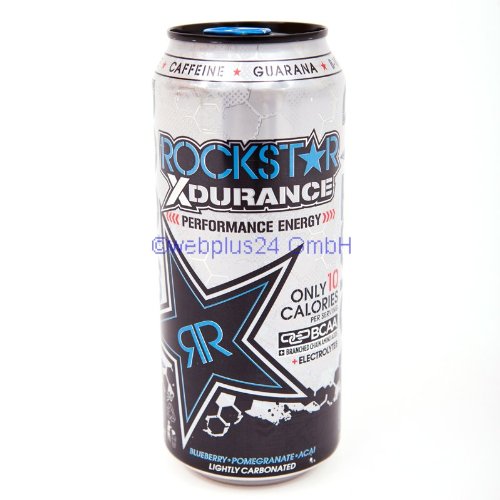 CAFFEINE ★ GUARANA ★
ROCKST★R
XDURANCE
PERFORMANCE ENERGY
©webplus24 GmbH
ONLY 10
CALORIES
PER SERVING
BCAA
BRANCHED CHAIN AMINO ACIDS
+ ELECTROLYTES
RR
BLUEBERRY • POMEGRANATE • ACAI
LIGHTLY CARBONATED